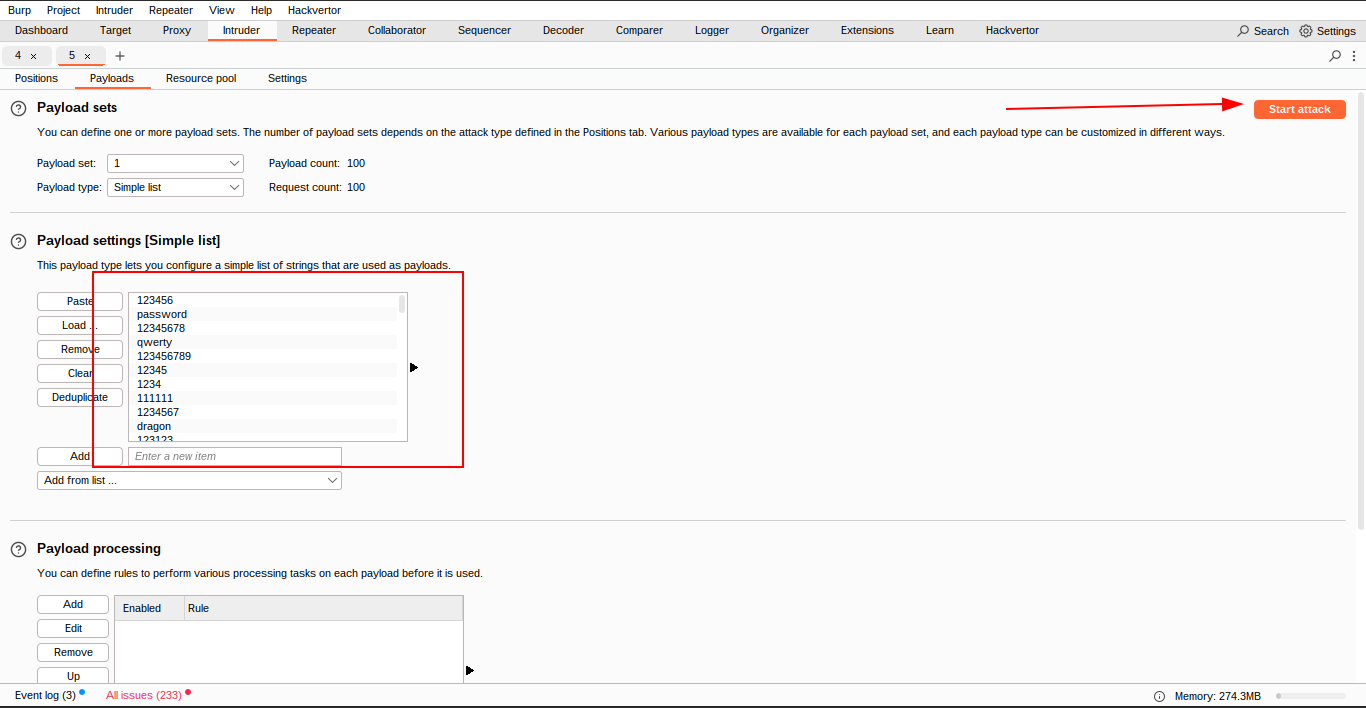 Burp Project Intruder Repeater View Help Hackvertor
Dashboard Target Proxy Intruder Repeater Collaborator Sequencer Decoder Comparer Logger Organizer Extensions Learn Hackvertor Search Settings
4 × 5 × +
Positions Payloads Resource pool Settings
Payload sets Start attack
You can define one or more payload sets. The number of payload sets depends on the attack type defined in the Positions tab. Various payload types are available for each payload set, and each payload type can be customized in different ways.
Payload set: 1 Payload count: 100
Payload type: Simple list Request count: 100
Payload settings [Simple list]
This payload type lets you configure a simple list of strings that are used as payloads.
Paste 123456
password
Load ... 12345678
qwerty
Remove 123456789
12345
Clear 1234
Deduplicate 111111
1234567
dragon
123123
Add Enter a new item
Add from list ...
Payload processing
You can define rules to perform various processing tasks on each payload before it is used.
Add Enabled Rule
Edit
Remove
Up
Event log (3) All issues (233) Memory: 274.3MB